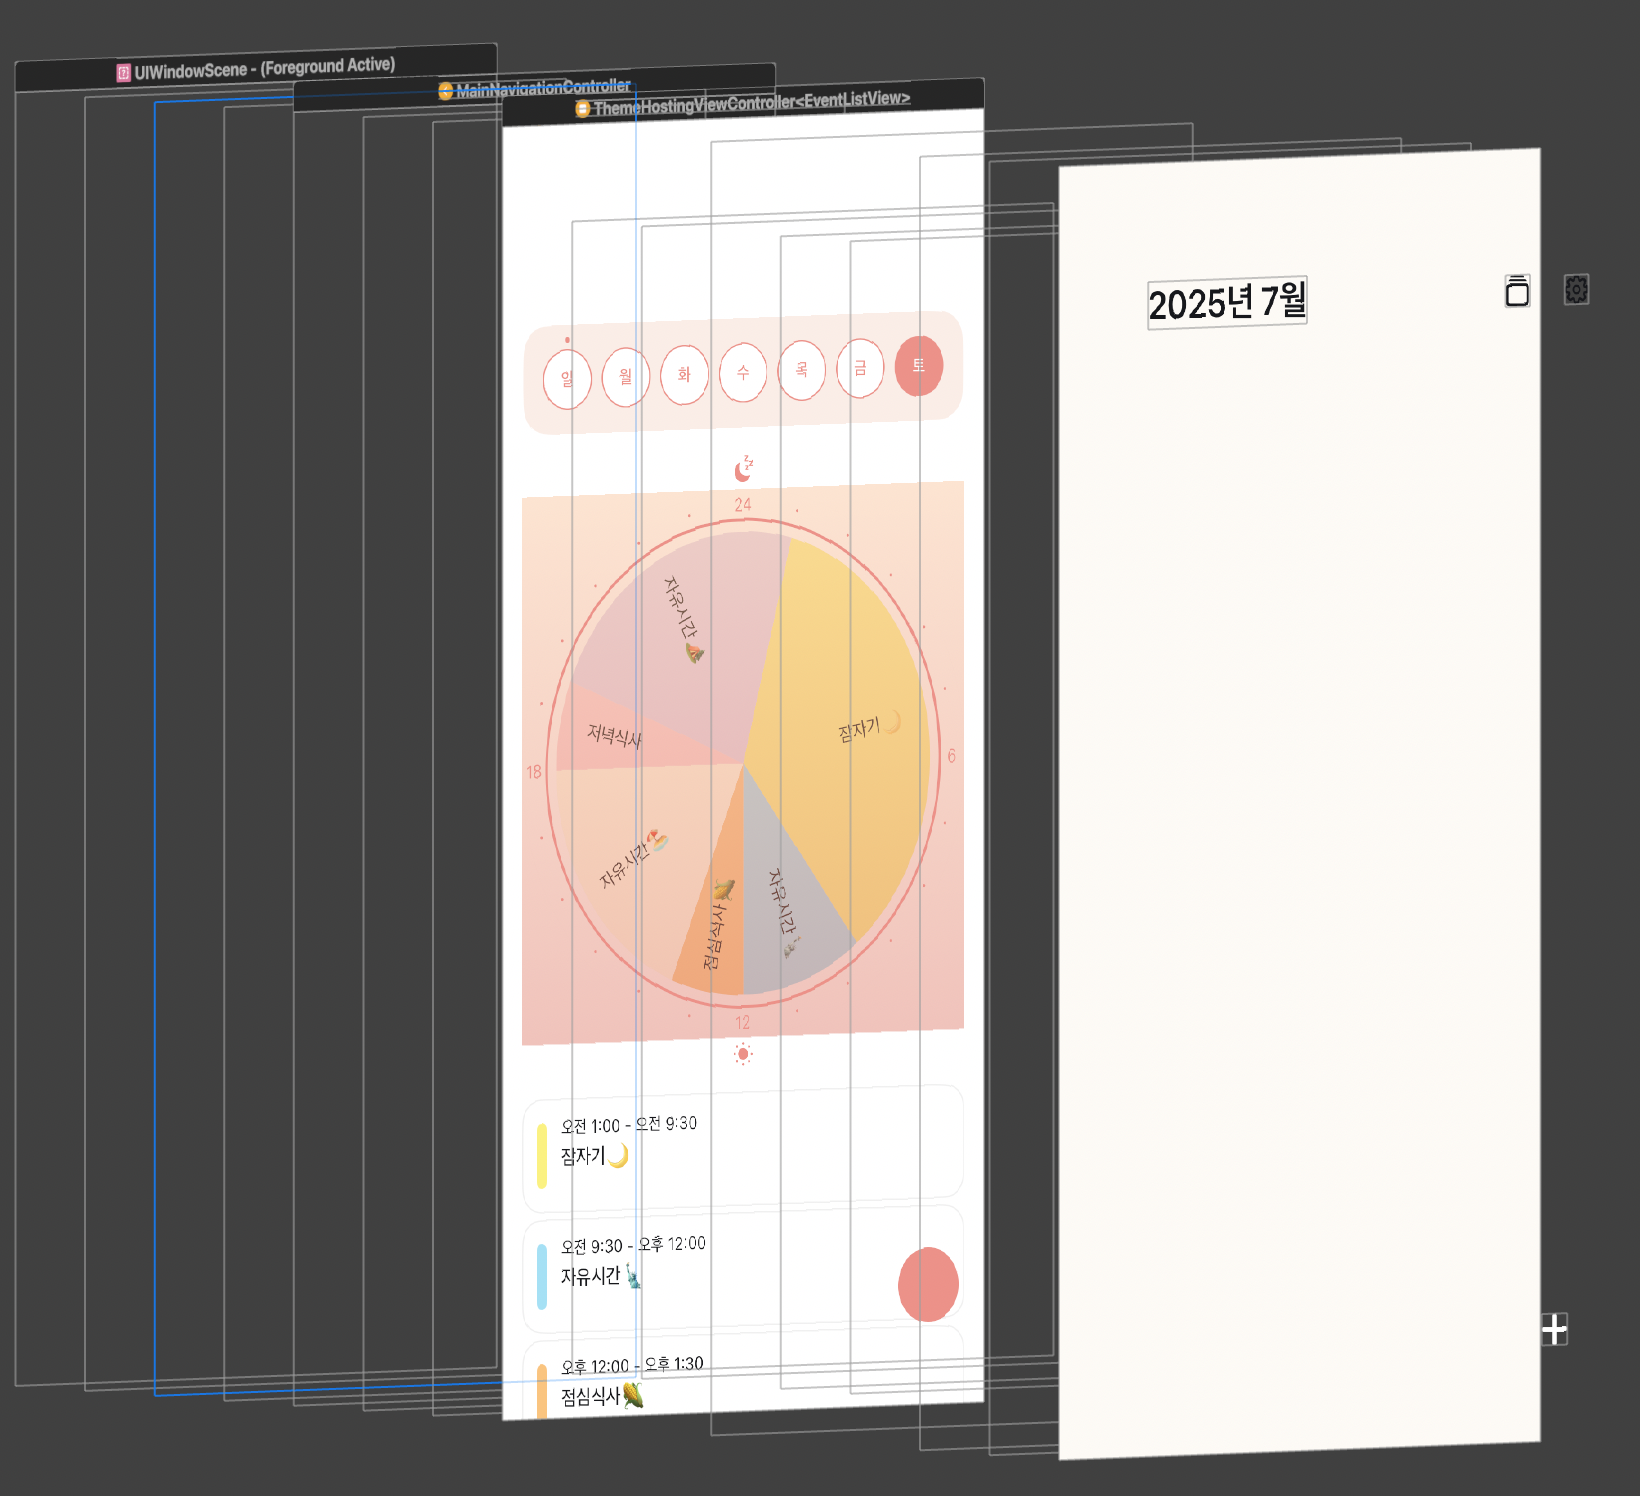 UIWindowScene - (Foreground Active)
MainNavigationController
ThemeHostingViewController<EventListView>
2025년 7월
일 월 화 수 목 금 토
z z z
24
자유시간
잠자기
저녁식사
18
6
자유시간
점심식사
자유시간
12
오전 1:00 - 오전 9:30
잠자기
오전 9:30 - 오후 12:00
자유시간
오후 12:00 - 오후 1:30
점심식사